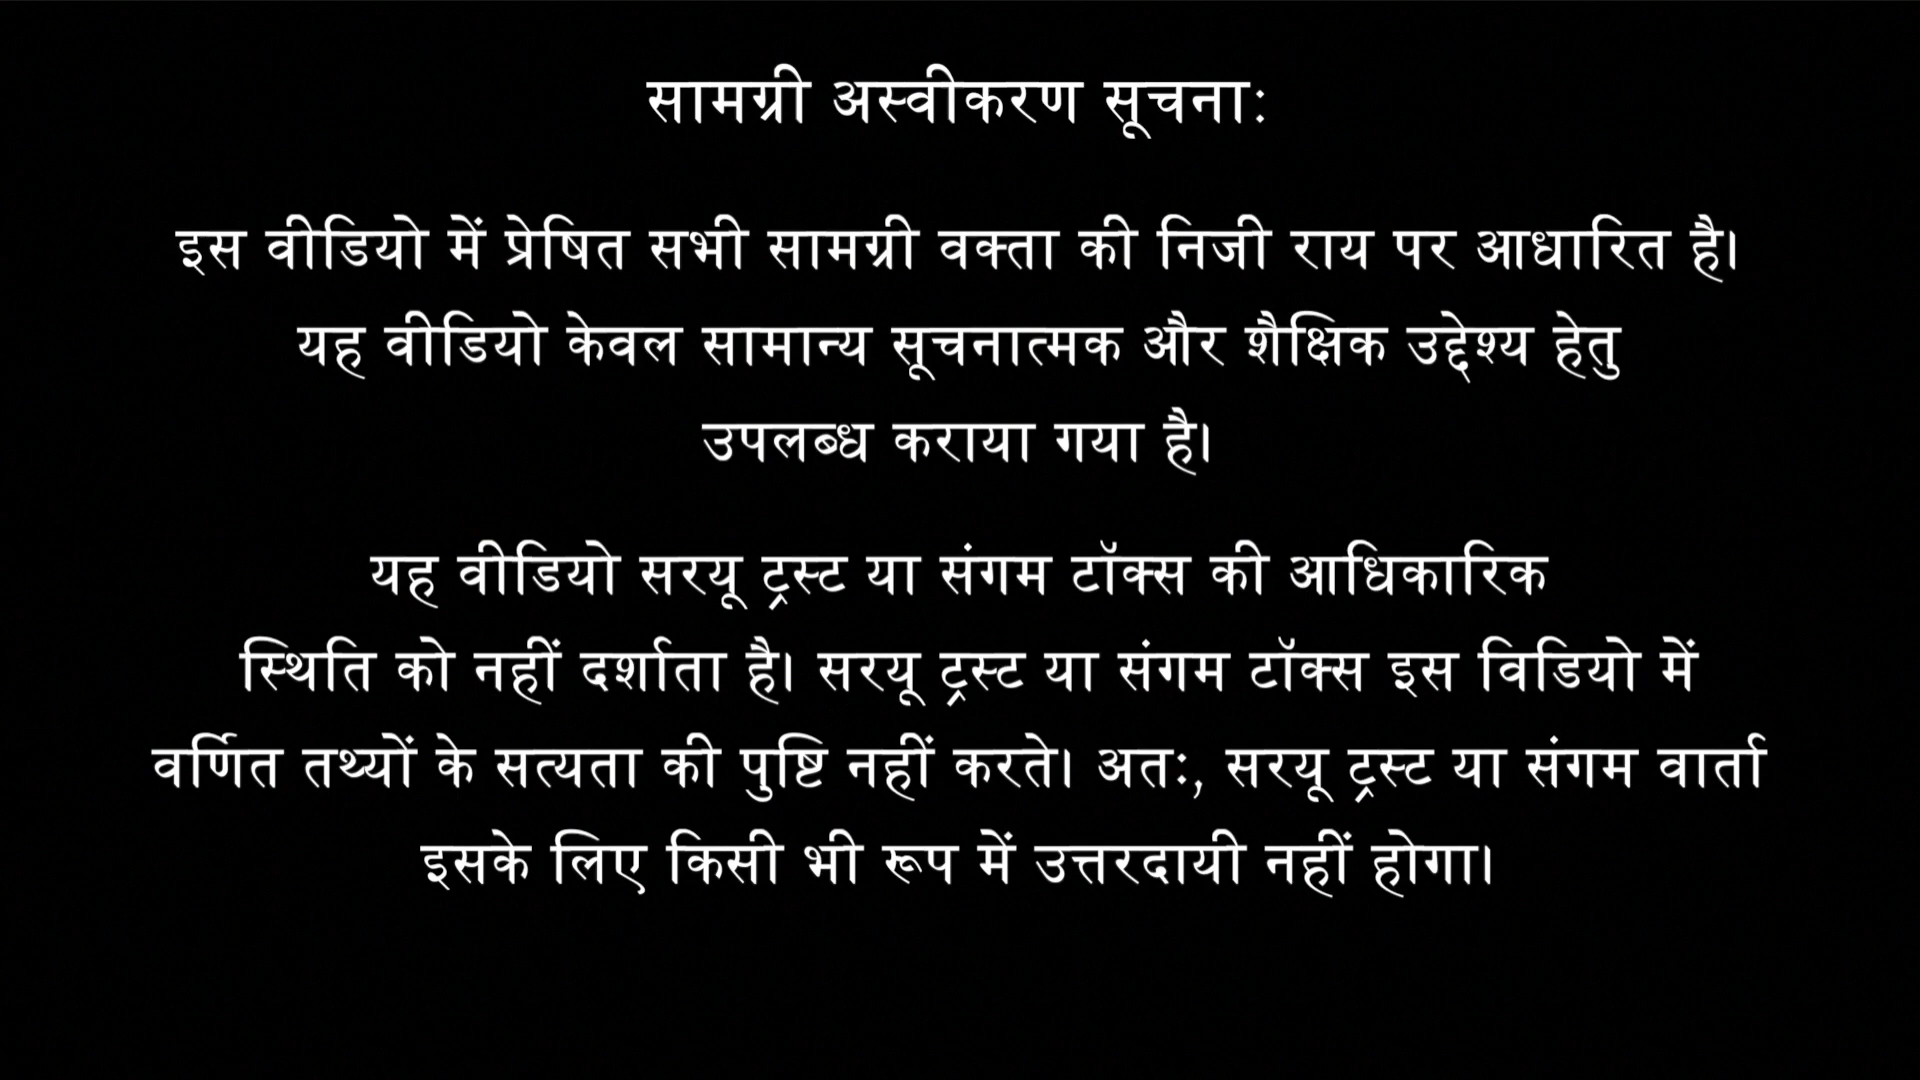 सामग्री अस्वीकरण सूचनाः
इस वीडियो में प्रेषित सभी सामग्री वक्ता की निजी राय पर आधारित है।
यह वीडियो केवल सामान्य सूचनात्मक और शैक्षिक उद्देश्य हेतु
उपलब्ध कराया गया है।
यह वीडियो सरयू ट्रस्ट या संगम टॉक्स की आधिकारिक
स्थिति को नहीं दर्शाता है। सरयू ट्रस्ट या संगम टॉक्स इस विडियो में
वर्णित तथ्यों के सत्यता की पुष्टि नहीं करते। अतः, सरयू ट्रस्ट या संगम वार्ता
इसके लिए किसी भी रूप में उत्तरदायी नहीं होगा।